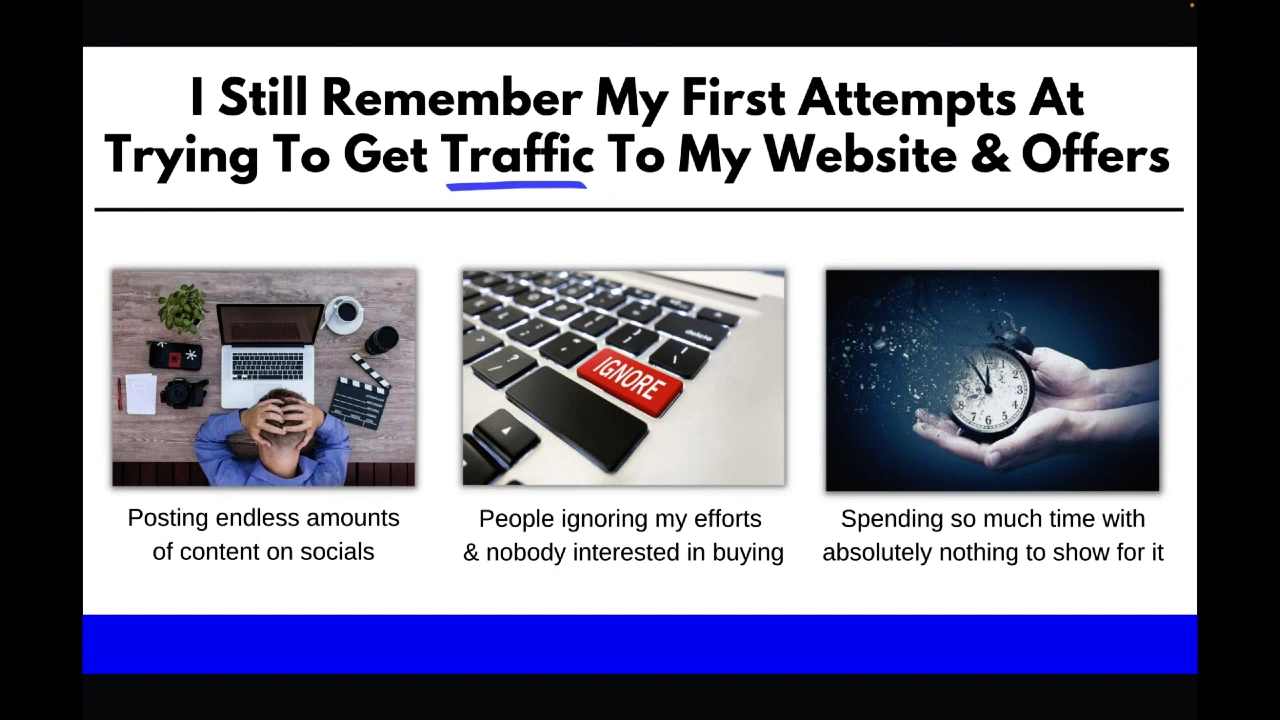 I Still Remember My First Attempts At
Trying To Get Traffic To My Website & Offers
delete
IGNORE
Posting endless amounts
of content on socials
People ignoring my efforts
& nobody interested in buying
Spending so much time with
absolutely nothing to show for it